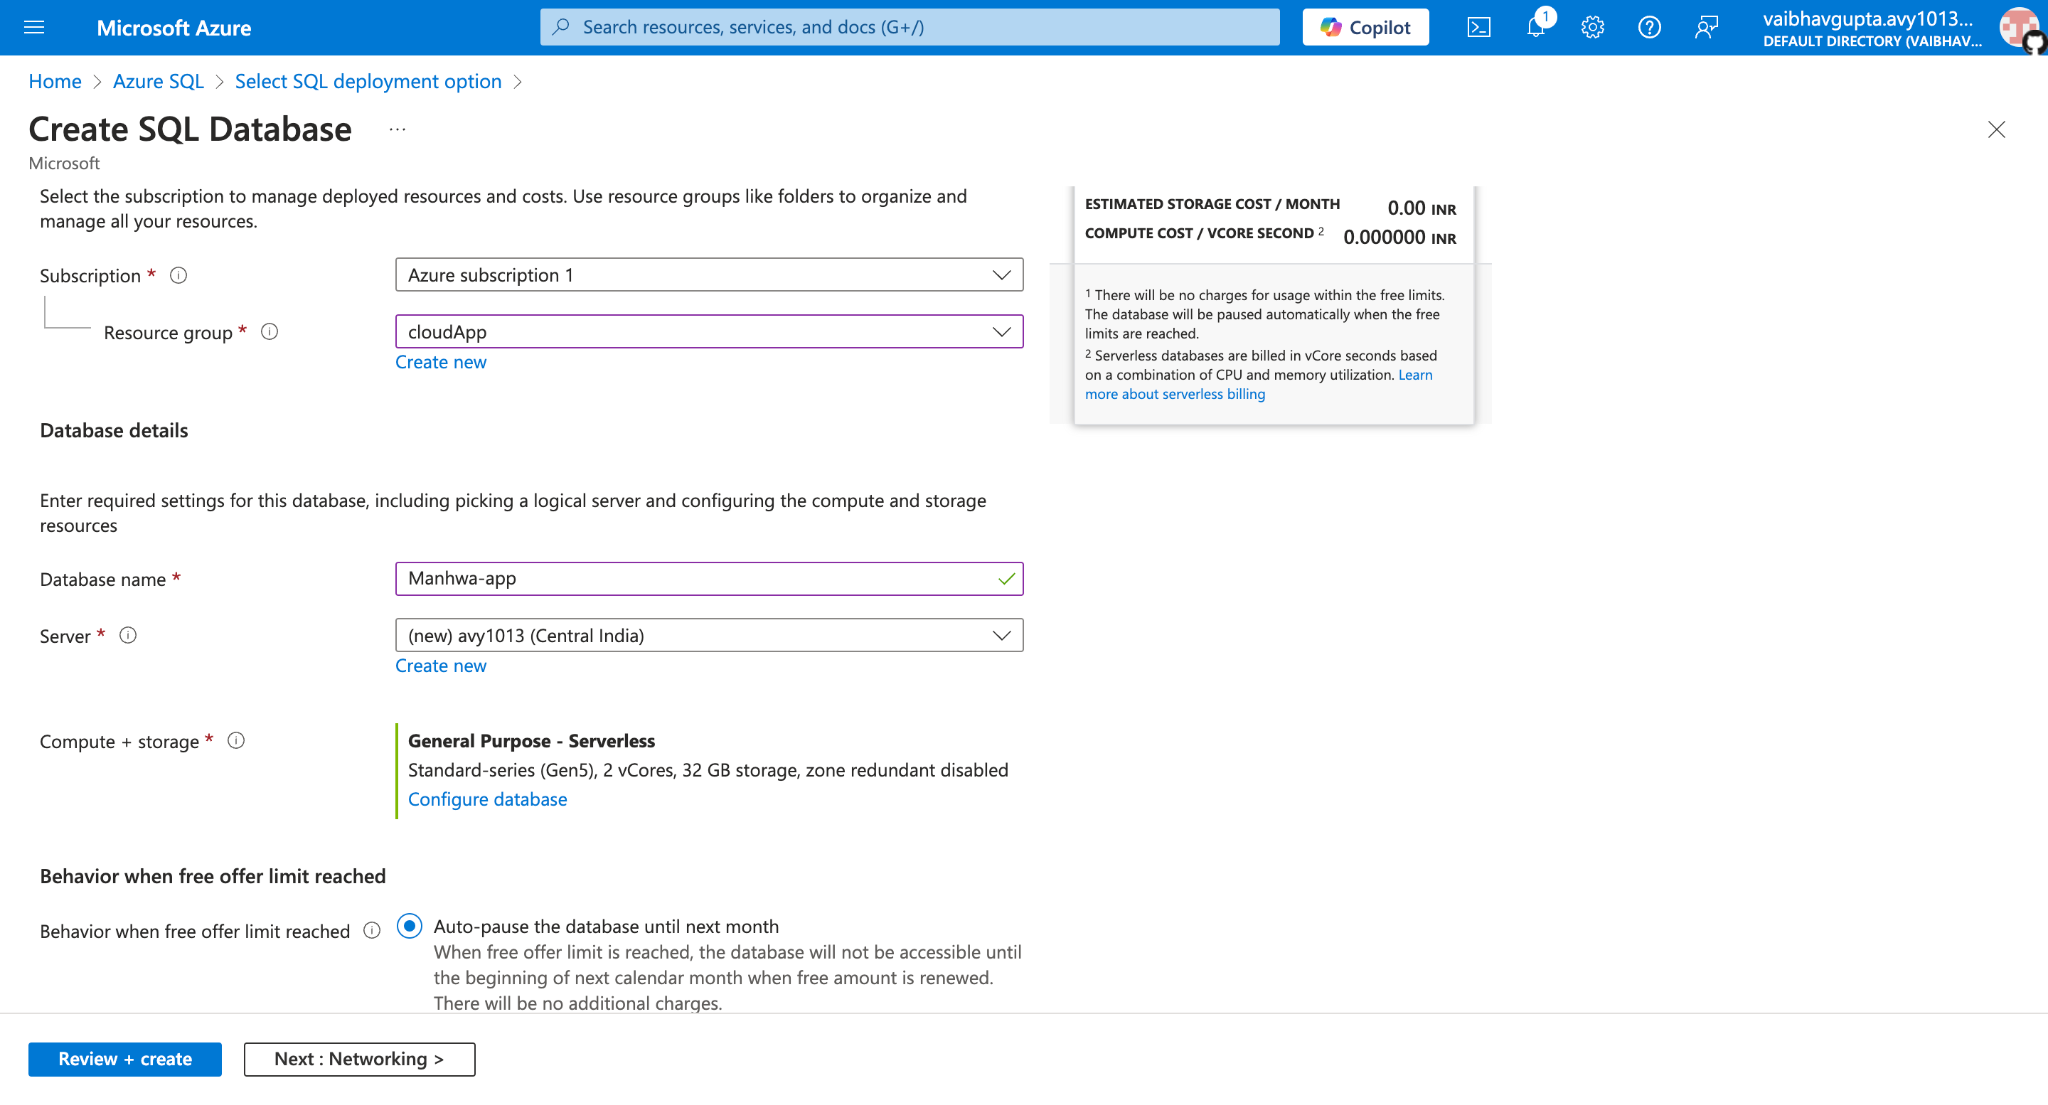 Microsoft Azure
Search resources, services, and docs (G+/)
Copilot
1
vaibhavgupta.avy1013...
DEFAULT DIRECTORY (VAIBHAV...
Home > Azure SQL > Select SQL deployment option >
Create SQL Database ...
Microsoft
Select the subscription to manage deployed resources and costs. Use resource groups like folders to organize and
manage all your resources.
Subscription *
Azure subscription 1
Resource group *
cloudApp
Create new
Database details
Enter required settings for this database, including picking a logical server and configuring the compute and storage
resources
Database name *
Manhwa-app
Server *
(new) avy1013 (Central India)
Create new
Compute + storage *
General Purpose - Serverless
Standard-series (Gen5), 2 vCores, 32 GB storage, zone redundant disabled
Configure database
Behavior when free offer limit reached
Behavior when free offer limit reached
Auto-pause the database until next month
When free offer limit is reached, the database will not be accessible until
the beginning of next calendar month when free amount is renewed.
There will be no additional charges.
ESTIMATED STORAGE COST / MONTH 0.00 INR
COMPUTE COST / VCORE SECOND 2 0.000000 INR
1 There will be no charges for usage within the free limits.
The database will be paused automatically when the free
limits are reached.
2 Serverless databases are billed in vCore seconds based
on a combination of CPU and memory utilization. Learn
more about serverless billing
Review + create
Next : Networking >